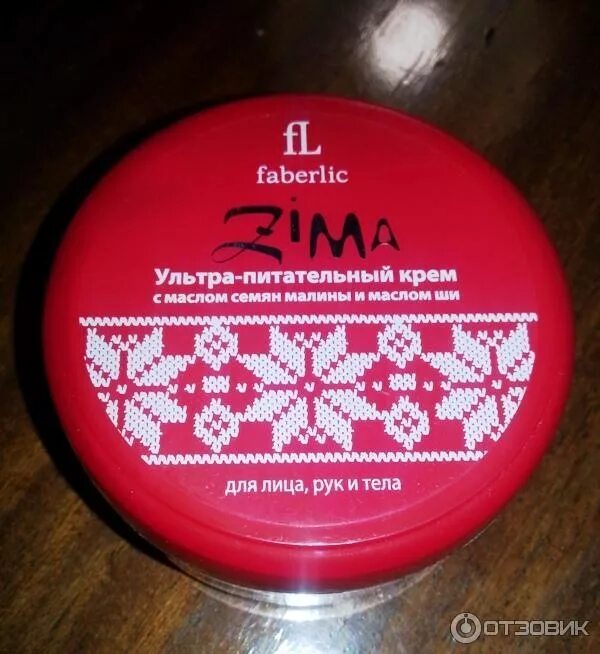 fL
faberlic
ZiMA
Ультра-питательный крем
с маслом семян малины и маслом ши
для лица, рук и тела
ОТЗОВИК